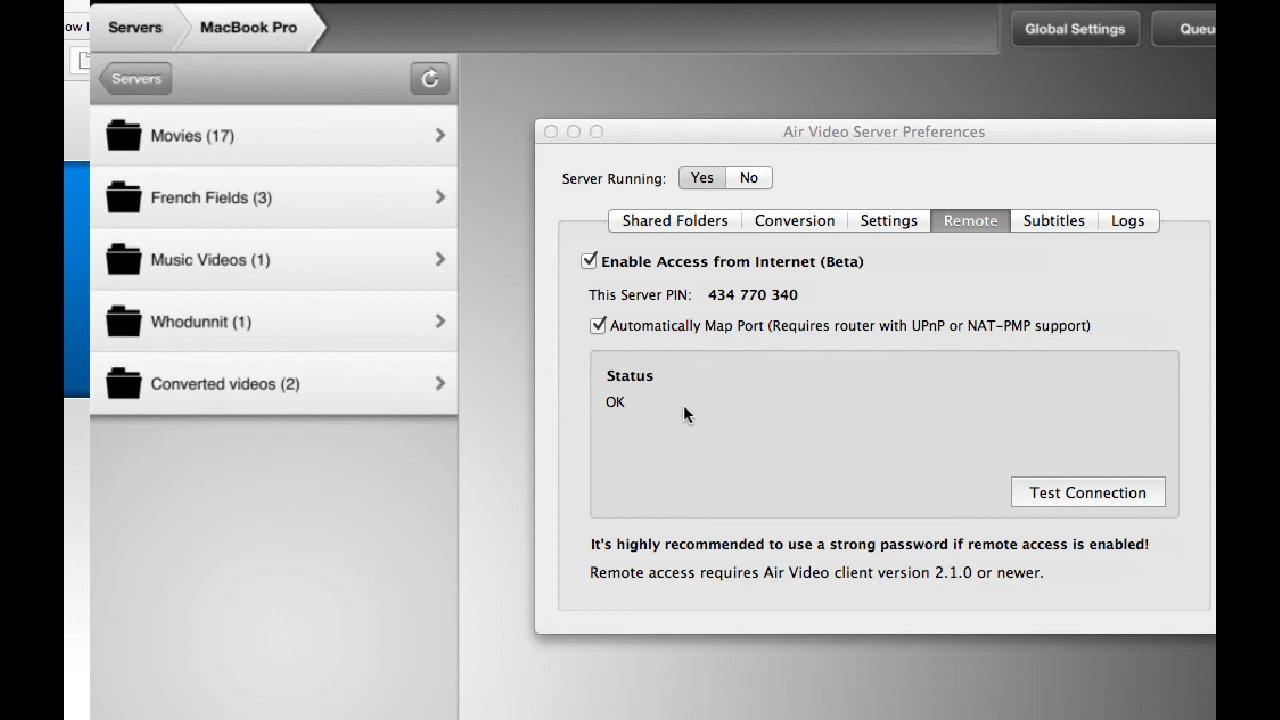 Servers
MacBook Pro
Global Settings
Servers
Movies (17)
French Fields (3)
Music Videos (1)
Whodunnit (1)
Converted videos (2)
Air Video Server Preferences
Server Running: Yes No
Shared Folders Conversion Settings Remote Subtitles Logs
Enable Access from Internet (Beta)
This Server PIN: 434 770 340
Automatically Map Port (Requires router with UPnP or NAT-PMP support)
Status
OK
Test Connection
It's highly recommended to use a strong password if remote access is enabled!
Remote access requires Air Video client version 2.1.0 or newer.